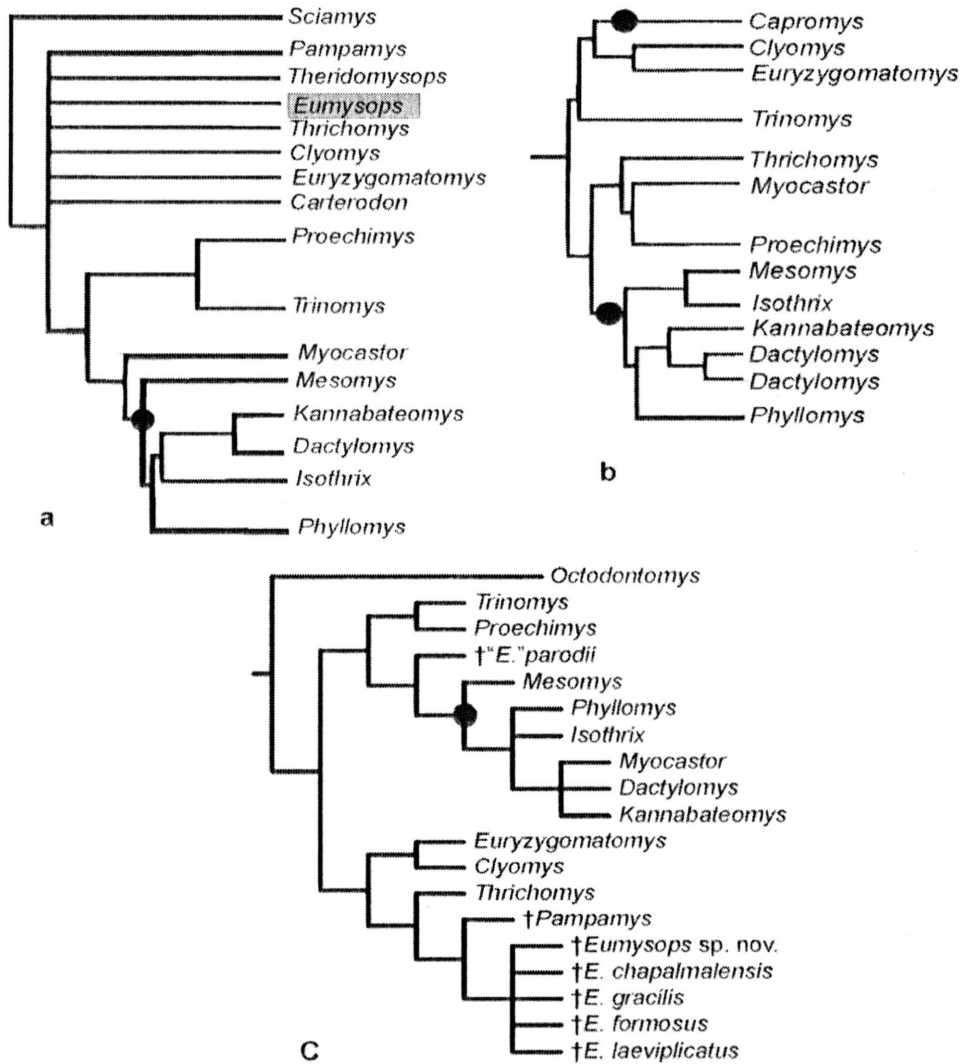 Sciamys
Pampamys
Theridomysops
Eumysops
Thrichomys
Clyomys
Euryzygomatomys
Carterodon
Proechimys
Trinomys
Myocastor
Mesomys
Kannabateomys
Dactylomys
Isothrix
Phyllomys
a
Capromys
Clyomys
Euryzygomatomys
Trinomys
Thrichomys
Myocastor
Proechimys
Mesomys
Isothrix
Kannabateomys
Dactylomys
Dactylomys
Phyllomys
b
Octodontomys
Trinomys
Proechimys
†"E."parodii
Mesomys
Phyllomys
Isothrix
Myocastor
Dactylomys
Kannabateomys
Euryzygomatomys
Clyomys
Thrichomys
†Pampamys
†Eumysops sp. nov.
†E. chapalmalensis
†E. gracilis
†E. formosus
†E. laeviplicatus
C